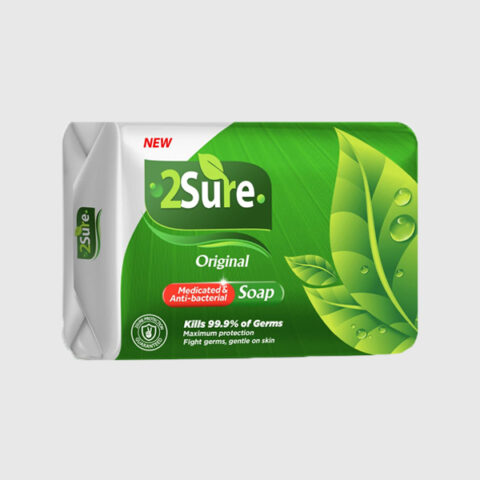 NEW
2Sure
2Sure
Original
Medicated &
Anti-bacterial
Soap
Kills 99.9% of Germs
Maximum protection
Fight germs, gentle on skin
GUARANTEED